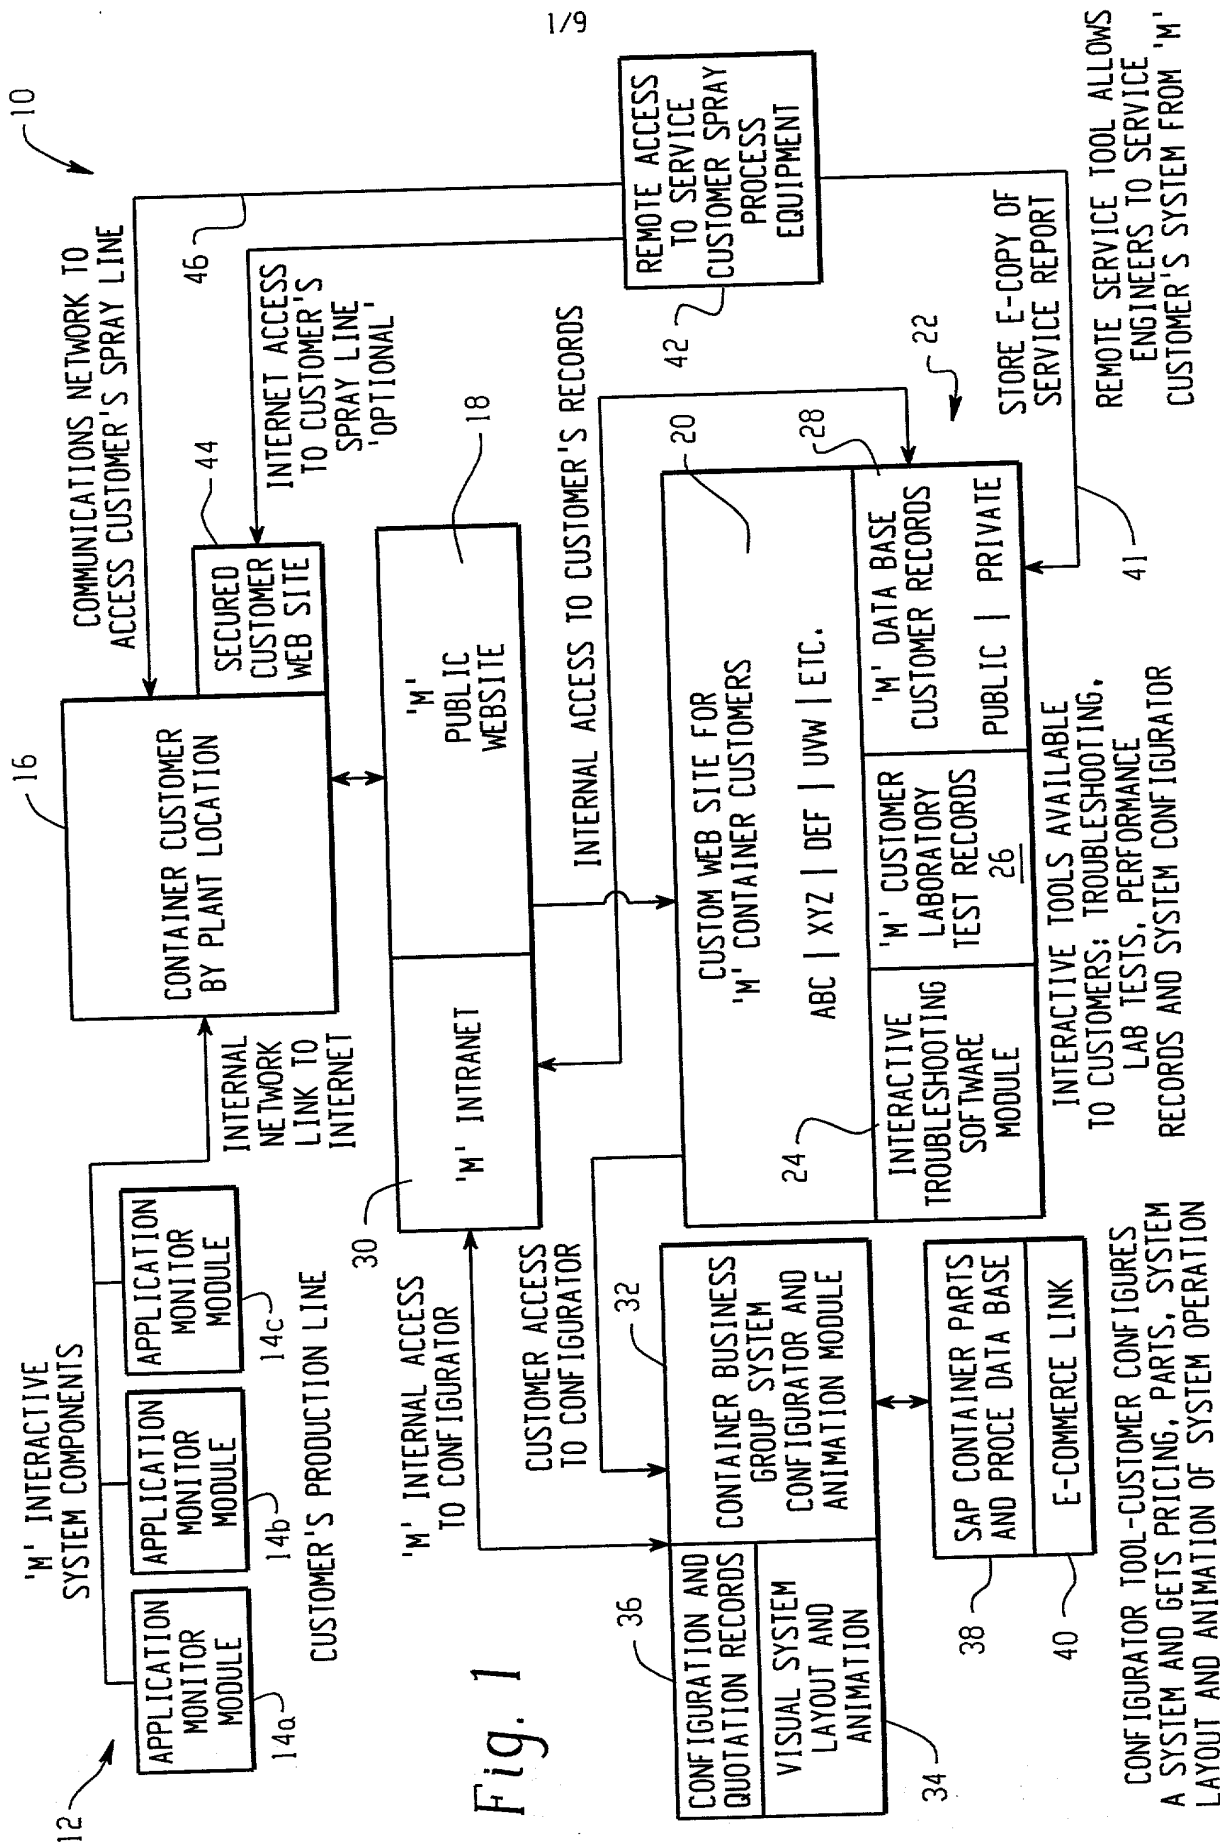 1/9
10
'M' INTERACTIVE
SYSTEM COMPONENTS
12
APPLICATION
MONITOR
MODULE
14a
APPLICATION
MONITOR
MODULE
14b
APPLICATION
MONITOR
MODULE
14c
CUSTOMER'S PRODUCTION LINE
INTERNAL
NETWORK
LINK TO
INTERNET
16
CONTAINER CUSTOMER
BY PLANT LOCATION
SECURED
CUSTOMER
WEB SITE
44
COMMUNICATIONS NETWORK TO
ACCESS CUSTOMER'S SPRAY LINE
46
INTERNET ACCESS
TO CUSTOMER'S
SPRAY LINE
'OPTIONAL'
REMOTE ACCESS
TO SERVICE
CUSTOMER SPRAY
PROCESS
EQUIPMENT
42
30
'M' INTRANET
'M'
PUBLIC
WEBSITE
18
'M' INTERNAL ACCESS
TO CONFIGURATOR
CUSTOMER ACCESS
TO CONFIGURATOR
INTERNAL ACCESS TO CUSTOMER'S RECORDS
Fig. 1
36
CONFIGURATION AND
QUOTATION RECORDS
VISUAL SYSTEM
LAYOUT AND
ANIMATION
34
32
CONTAINER BUSINESS
GROUP SYSTEM
CONFIGURATOR AND
ANIMATION MODULE
SAP CONTAINER PARTS
AND PROCE DATA BASE
38
E-COMMERCE LINK
40
CUSTOM WEB SITE FOR
'M' CONTAINER CUSTOMERS
20
ABC | XYZ | DEF | UVW | ETC.
24
INTERACTIVE
TROUBLESHOOTING
SOFTWARE
MODULE
'M' CUSTOMER
LABORATORY
TEST RECORDS
26
28
'M' DATA BASE
CUSTOMER RECORDS
PUBLIC | PRIVATE
22
STORE E-COPY OF
SERVICE REPORT
41
CONFIGURATOR TOOL-CUSTOMER CONFIGURES
A SYSTEM AND GETS PRICING, PARTS, SYSTEM
LAYOUT AND ANIMATION OF SYSTEM OPERATION
INTERACTIVE TOOLS AVAILABLE
TO CUSTOMERS: TROUBLESHOOTING,
LAB TESTS, PERFORMANCE
RECORDS AND SYSTEM CONFIGURATOR
REMOTE SERVICE TOOL ALLOWS
ENGINEERS TO SERVICE
CUSTOMER'S SYSTEM FROM 'M'